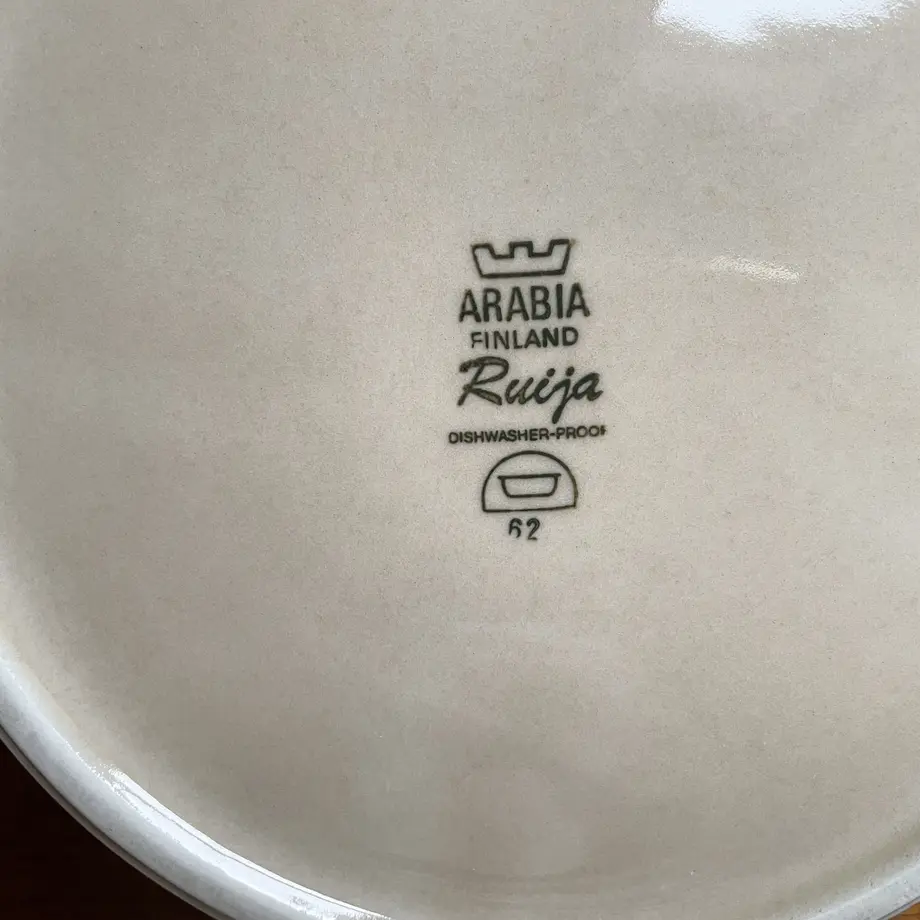 ARABIA
FINLAND
Ruija
DISHWASHER-PROOF
62